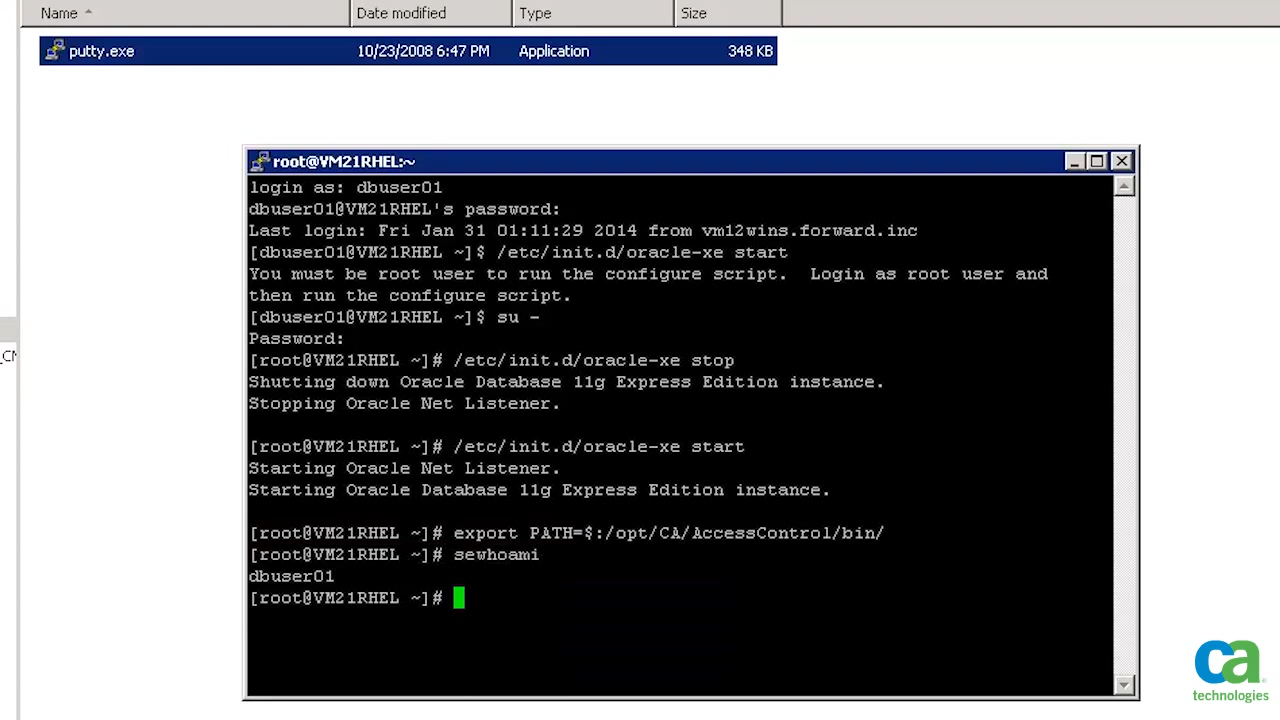 Name Date modified Type Size
putty.exe 10/23/2008 6:47 PM Application 348 KB
root@VM21RHEL:~
login as: dbuser01
dbuser01@VM21RHEL's password:
Last login: Fri Jan 31 01:11:29 2014 from vm12wins.forward.inc
[dbuser01@VM21RHEL ~]$ /etc/init.d/oracle-xe start
You must be root user to run the configure script.  Login as root user and
then run the configure script.
[dbuser01@VM21RHEL ~]$ su -
Password:
_CM
[root@VM21RHEL ~]# /etc/init.d/oracle-xe stop
Shutting down Oracle Database 11g Express Edition instance.
Stopping Oracle Net Listener.
[root@VM21RHEL ~]# /etc/init.d/oracle-xe start
Starting Oracle Net Listener.
Starting Oracle Database 11g Express Edition instance.
[root@VM21RHEL ~]# export PATH=$:/opt/CA/AccessControl/bin/
[root@VM21RHEL ~]# sewhoami
dbuser01
[root@VM21RHEL ~]#
ca
technologies